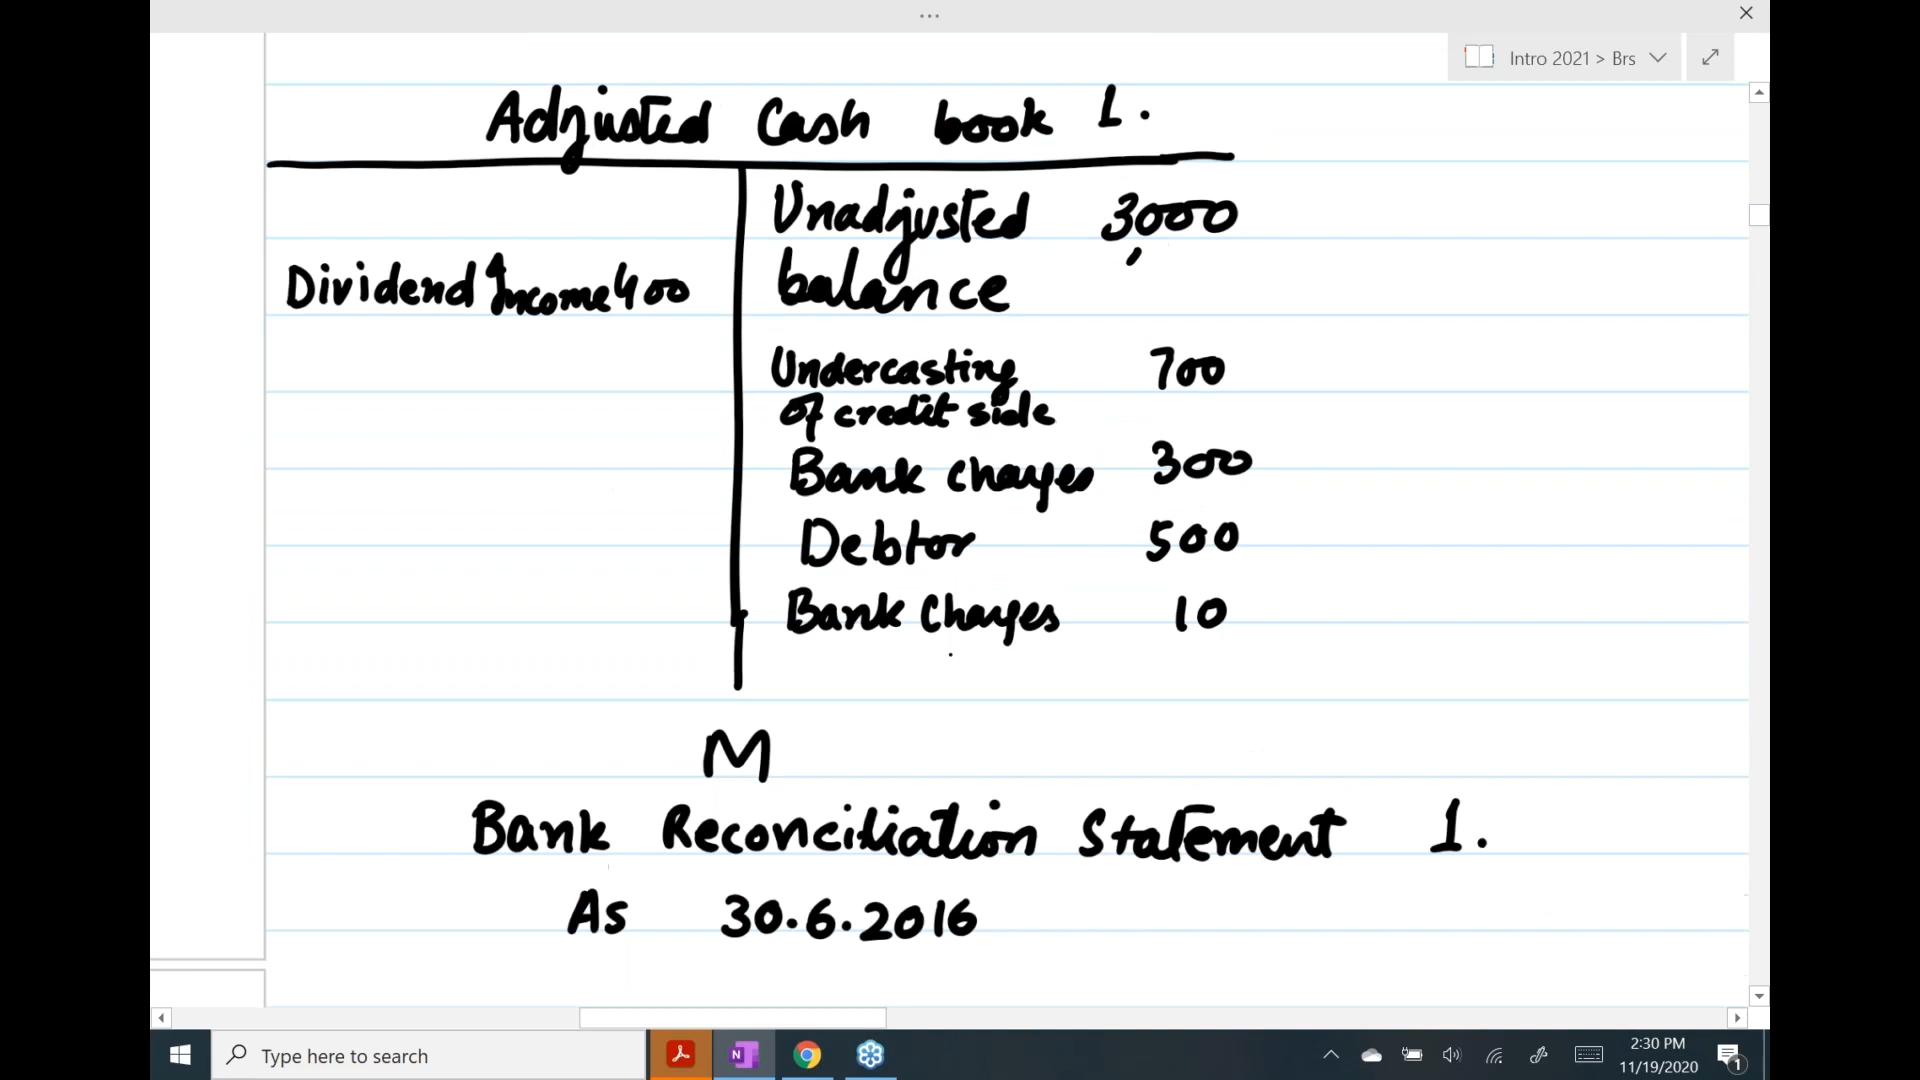 Intro 2021 > Brs
Adjusted Cash book 1.
Unadjusted 3000
Dividend Income 400 balance
Undercasting 700
of credit side
Bank charges 300
Debtor 500
Bank Charges 10
M
Bank Reconciliation Statement 1.
As 30.6.2016
Type here to search
2:30 PM
11/19/2020
1